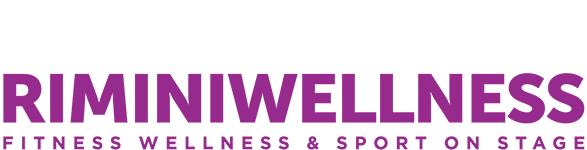 RIMINIWELLNESS
FITNESS WELLNESS & SPORT ON STAGE